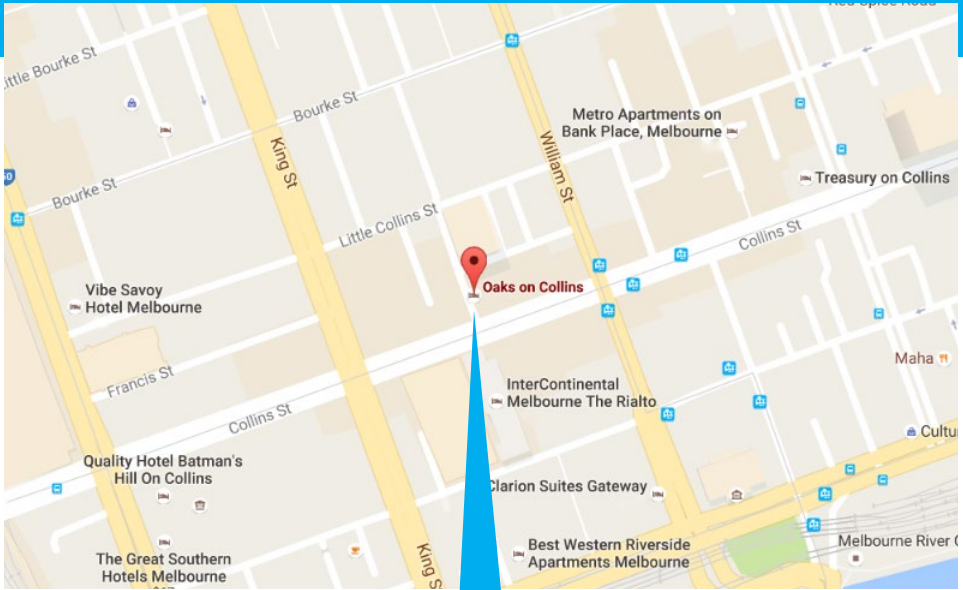 Red Spice Road
Little Bourke St
Bourke St
Metro Apartments on
Bank Place, Melbourne
King St
William St
Treasury on Collins
Bourke St
Little Collins St
Collins St
Oaks on Collins
Vibe Savoy
Hotel Melbourne
Maha
Francis St
InterContinental
Melbourne The Rialto
Collins St
Cultu
Quality Hotel Batman's
Hill On Collins
Clarion Suites Gateway
Best Western Riverside
Apartments Melbourne
Melbourne River C
The Great Southern
Hotels Melbourne
King S